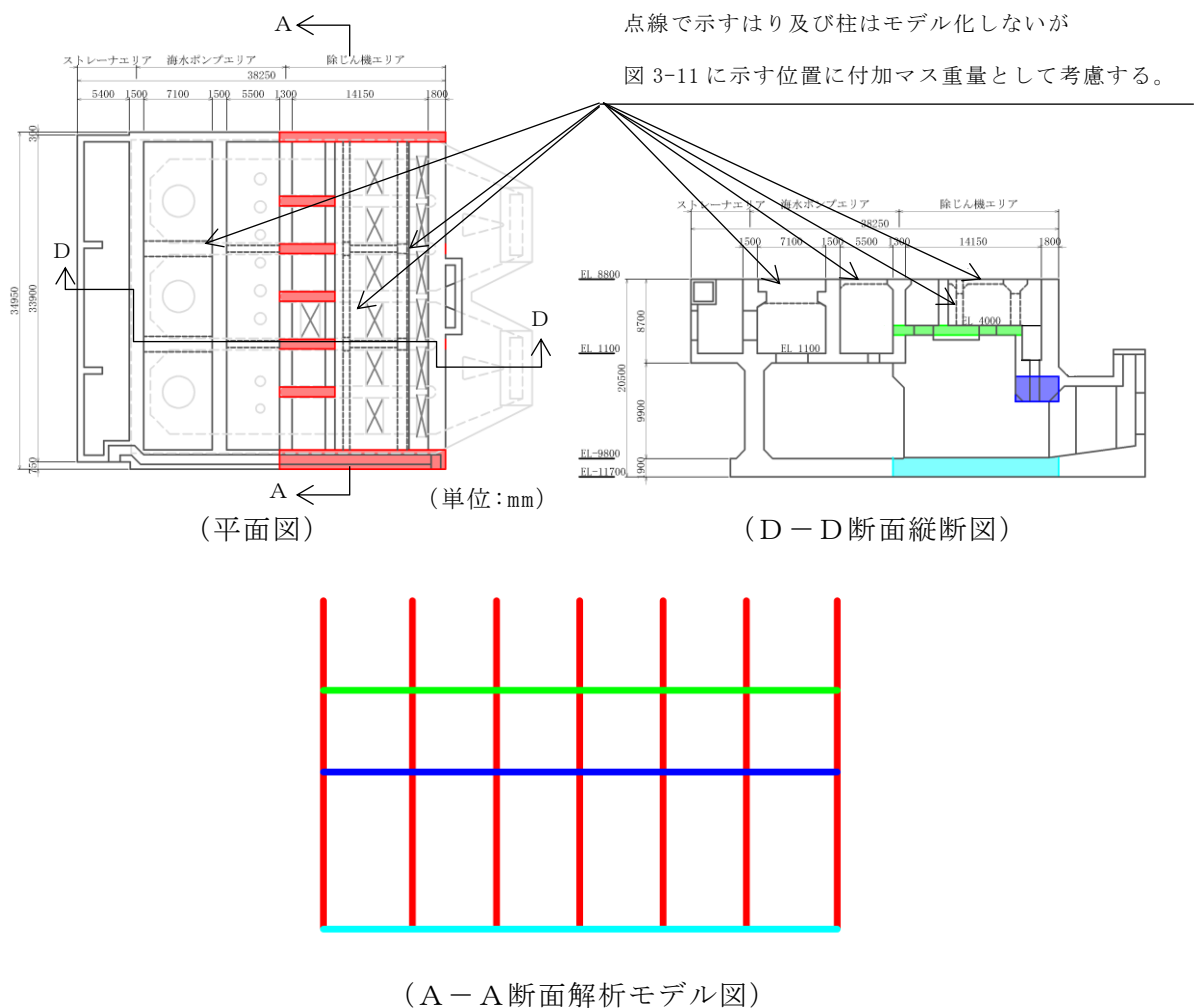 点線で示すはり及び柱はモデル化しないが
図 3-11 に示す位置に付加マス重量として考慮する。
A
ストレーナエリア 海水ポンプエリア 除じん機エリア
38250
5400 1500 7100 1500 5500 1300 14150 1800
300
34950
33900
750
D
D
A
(単位:mm)
(平面図)
ストレーナエリア 海水ポンプエリア 除じん機エリア
38250
1500 7100 1500 5500 1300 14150 1800
EL 8800
EL 4000
8700
EL 1100
EL 1100
20500
9900
EL-9800
1900
EL-11700
(D-D断面縦断図)
(A-A断面解析モデル図)